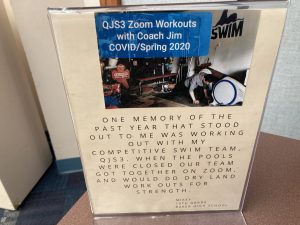 QJS3 Zoom Workouts
with Coach Jim
COVID/Spring 2020
SWIM
ONE MEMORY OF THE
PAST YEAR THAT STOOD
OUT TO ME WAS WORKING
OUT WITH MY
COMPETITIVE SWIM TEAM,
QJS3. WHEN THE POOLS
WERE CLOSED OUR TEAM
GOT TOGETHER ON ZOOM,
AND WOULD DO DRY LAND
WORK OUTS FOR
STRENGTH.
HIGH SCHOOL